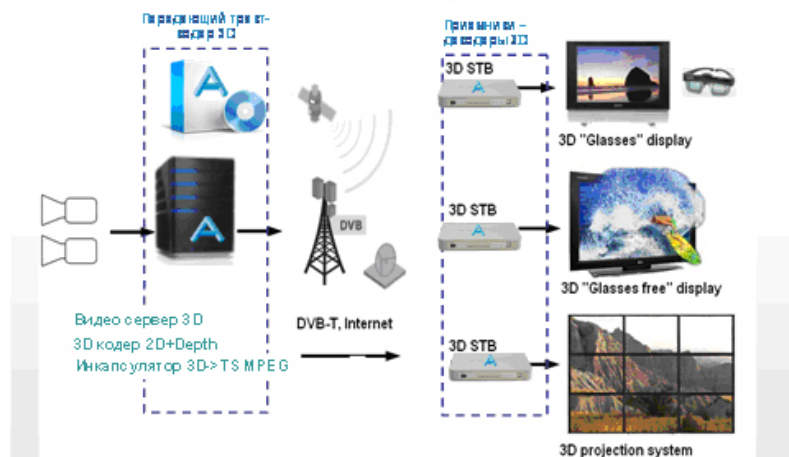 Передающий тракт-
кодер 3D
Приемники –
декодеры 3D
3D STB
3D "Glasses" display
3D STB
DVB
3D "Glasses free" display
Видео сервер 3D
3D кодер 2D+Depth
Инкапсулятор 3D->TS MPEG
DVB-T, Internet
3D STB
3D projection system